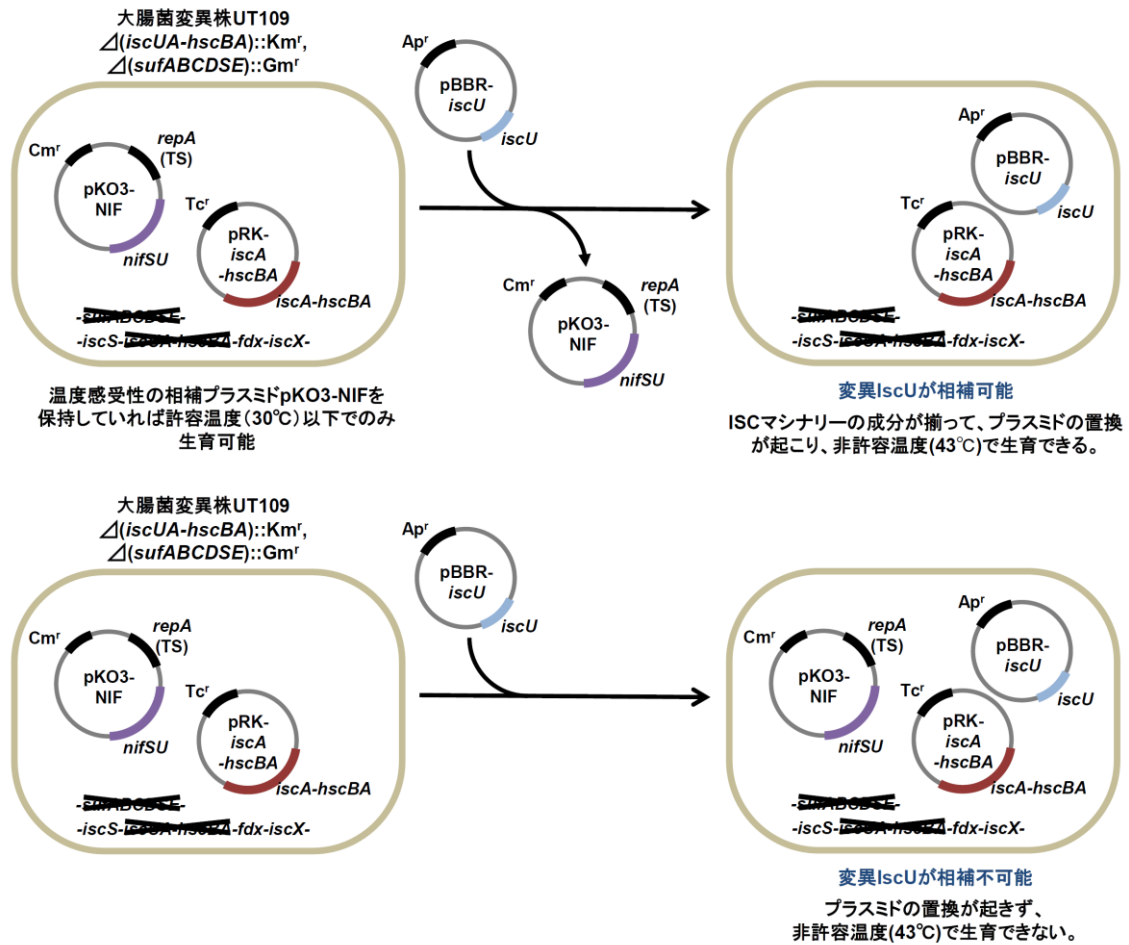 大腸菌変異株UT109
⊿(iscUA-hscBA)::Kmʳ,
⊿(sufABCDSE)::Gmʳ
Cmʳ
repA
(TS)
pKO3-
NIF
nifSU
Tcʳ
pRK-
iscA
-hscBA
iscA-hscBA
-sufABCDSE-
-iscS-iscUA-hscBA-fdx-iscX-
温度感受性の相補プラスミドpKO3-NIFを
保持していれば許容温度(30℃)以下でのみ
生育可能
Apʳ
pBBR-
iscU
iscU
Cmʳ
repA
(TS)
pKO3-
NIF
nifSU
Apʳ
pBBR-
iscU
iscU
Tcʳ
pRK-
iscA
-hscBA
iscA-hscBA
-sufABCDSE-
-iscS-iscUA-hscBA-fdx-iscX-
変異IscUが相補可能
ISCマシナリーの成分が揃って、プラスミドの置換
が起こり、非許容温度(43℃)で生育できる。
大腸菌変異株UT109
⊿(iscUA-hscBA)::Kmʳ,
⊿(sufABCDSE)::Gmʳ
Cmʳ
repA
(TS)
pKO3-
NIF
nifSU
Tcʳ
pRK-
iscA
-hscBA
iscA-hscBA
-sufABCDSE-
-iscS-iscUA-hscBA-fdx-iscX-
Apʳ
pBBR-
iscU
iscU
Cmʳ
repA
(TS)
pKO3-
NIF
nifSU
Apʳ
pBBR-
iscU
iscU
Tcʳ
pRK-
iscA
-hscBA
iscA-hscBA
-sufABCDSE-
-iscS-iscUA-hscBA-fdx-iscX-
変異IscUが相補不可能
プラスミドの置換が起きず、
非許容温度(43℃)で生育できない。